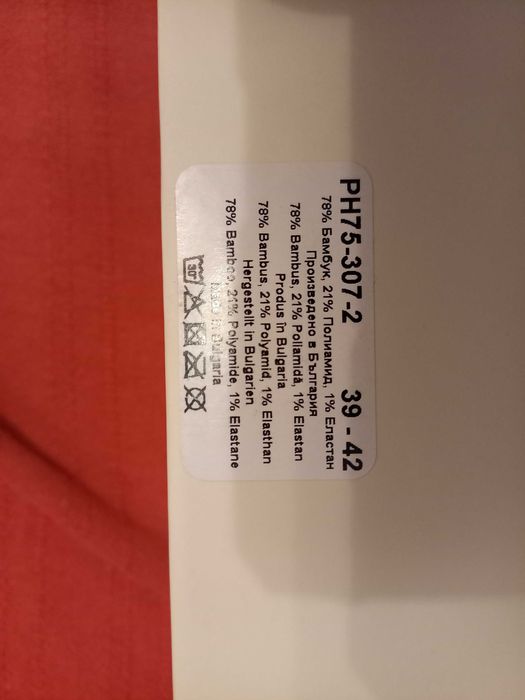 PH75-307-2 39 - 42
78% Бамбук, 21% Полиамид, 1% Еластан
Произведено в България
78% Bambus, 21% Poliamidă, 1% Elastan
Produs în Bulgaria
78% Bambus, 21% Polyamid, 1% Elasthan
Hergestellt in Bulgarien
78% Bamboo, 21% Polyamide, 1% Elastane
Made in Bulgaria
30°